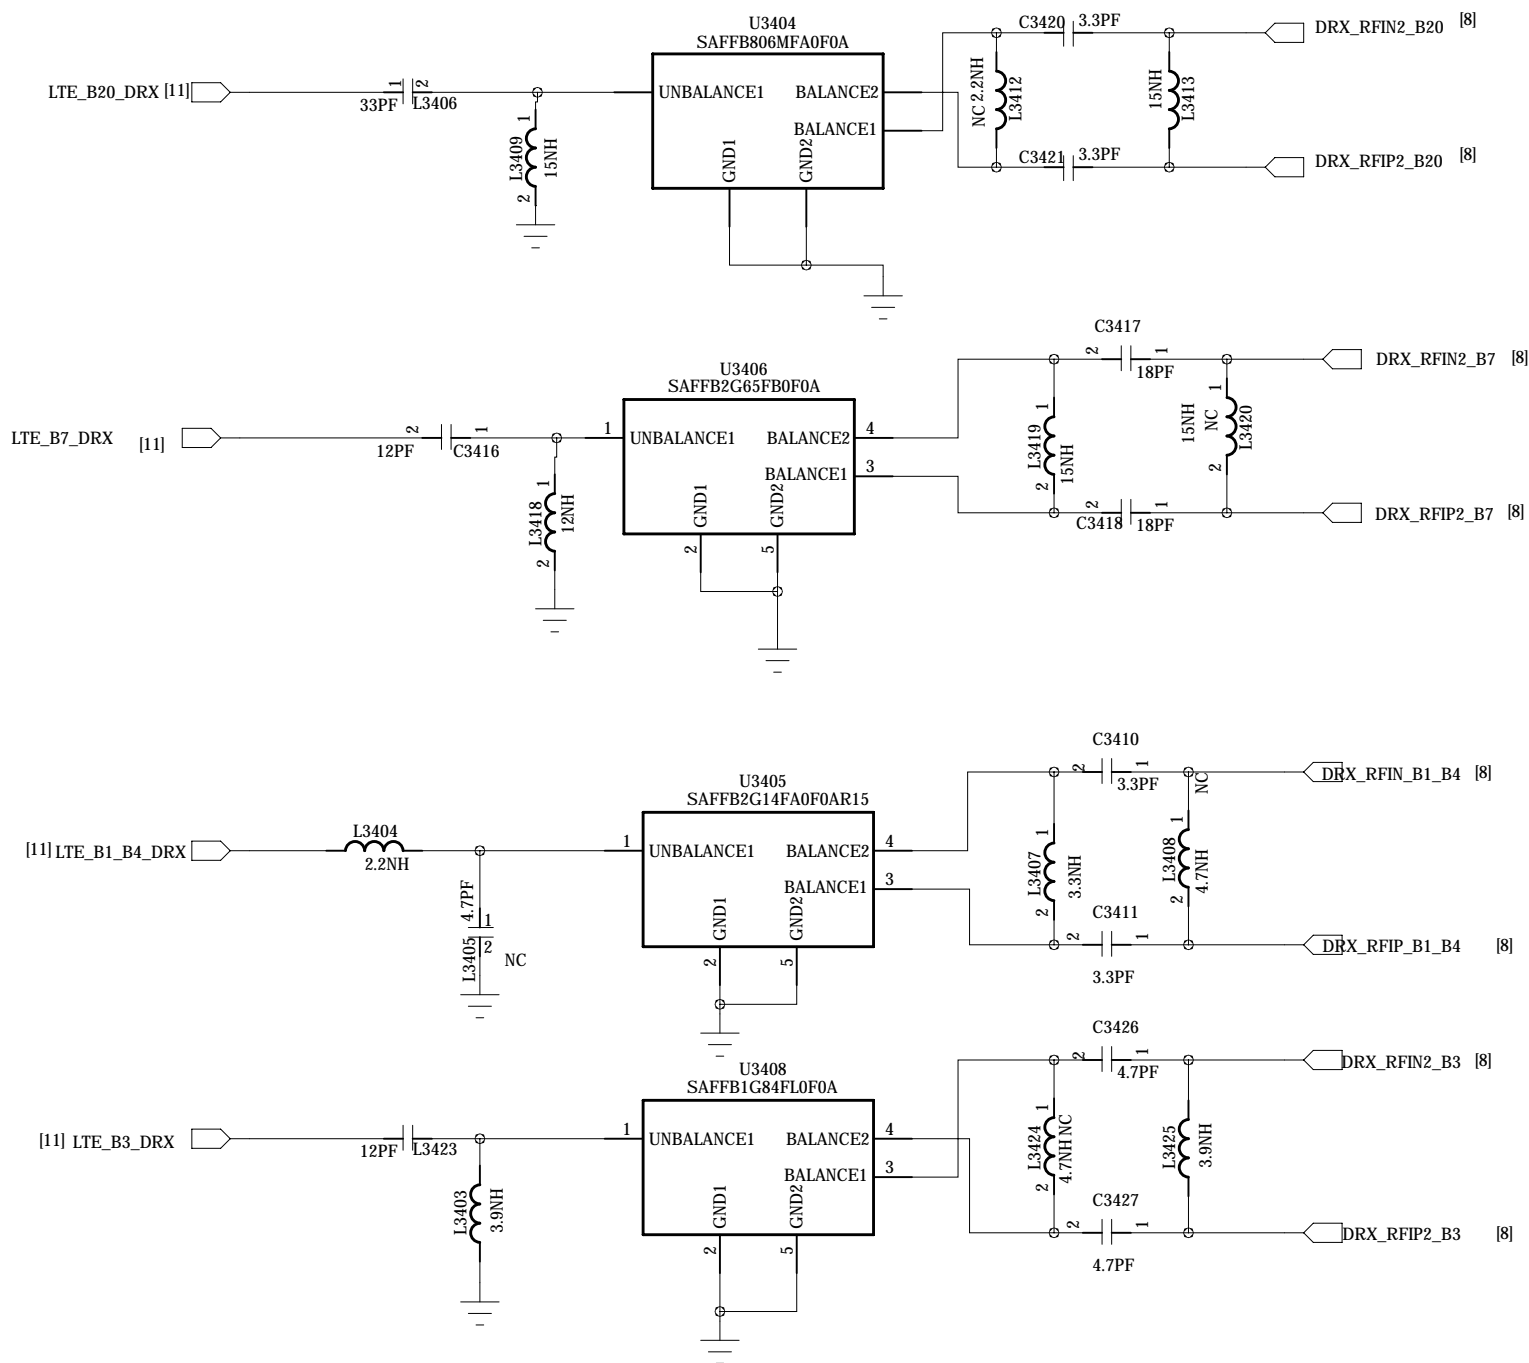 U3404
SAFFB806MFA0F0A
LTE_B20_DRX [11]
1
2
33PF
L3406
1
L3409
15NH
2
UNBALANCE1
BALANCE2
BALANCE1
GND1
GND2
C3420
3.3PF
NC 2.2NH
L3412
15NH
L3413
C3421
3.3PF
DRX_RFIN2_B20
[8]
DRX_RFIP2_B20
[8]
U3406
SAFFB2G65FB0F0A
LTE_B7_DRX
[11]
2
1
12PF
C3416
1
L3418
12NH
2
1
UNBALANCE1
BALANCE2
4
BALANCE1
3
GND1
GND2
2
5
C3417
2
1
18PF
1
L3419
15NH
2
15NH
NC
1
L3420
2
2
1
C3418
18PF
DRX_RFIN2_B7
[8]
DRX_RFIP2_B7
[8]
U3405
SAFFB2G14FA0F0AR15
[11] LTE_B1_B4_DRX
L3404
2.2NH
4.7PF
1
2
L3405
NC
1
UNBALANCE1
BALANCE2
4
BALANCE1
3
GND1
GND2
2
5
C3410
2
1
3.3PF
NC
1
L3407
3.3NH
2
1
L3408
4.7NH
2
C3411
2
1
3.3PF
DRX_RFIN_B1_B4
[8]
DRX_RFIP_B1_B4
[8]
U3408
SAFFB1G84FL0F0A
[11] LTE_B3_DRX
12PF
L3423
L3403
3.9NH
1
UNBALANCE1
BALANCE2
4
BALANCE1
3
GND1
GND2
2
5
C3426
2
1
4.7PF
1
L3424
4.7NH NC
2
L3425
3.9NH
C3427
2
1
4.7PF
DRX_RFIN2_B3
[8]
DRX_RFIP2_B3
[8]